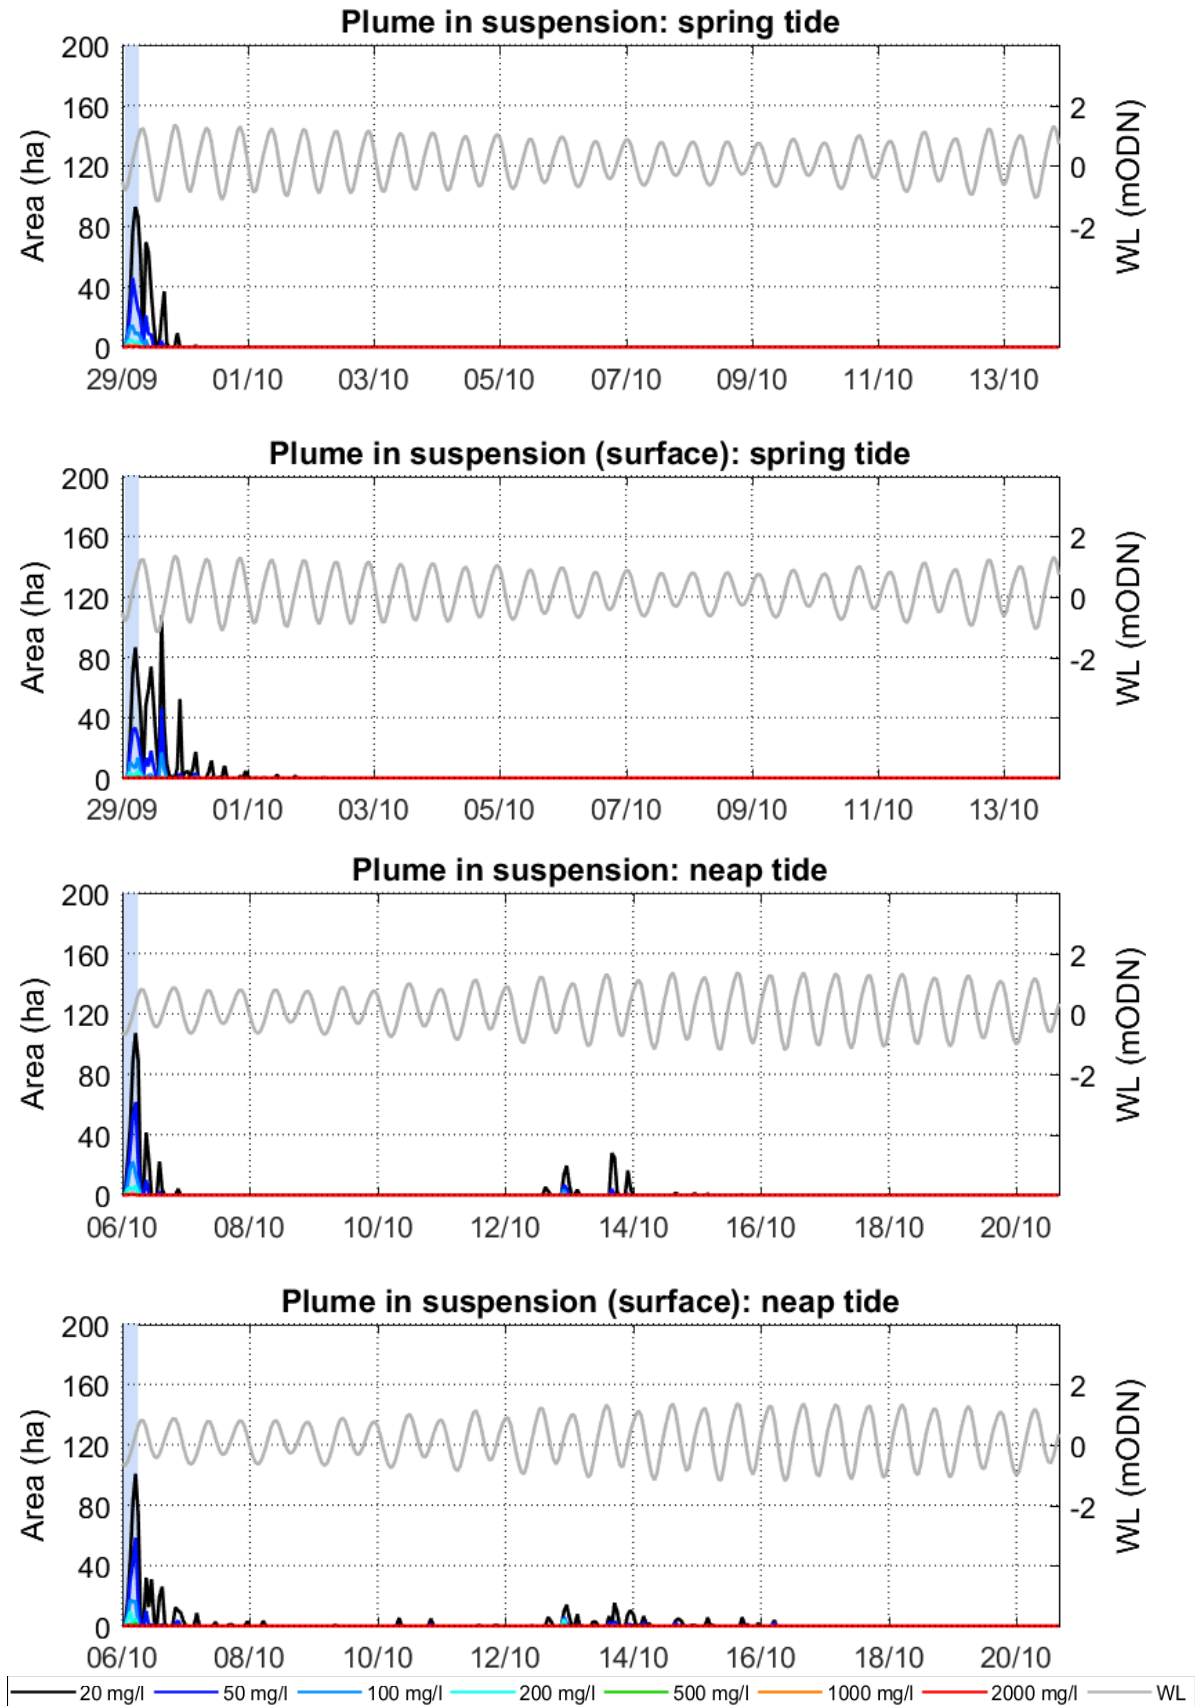 Plume in suspension: spring tide
200
160
120
80
40
0
Area (ha)
2
0
-2
WL (mODN)
29/09 01/10 03/10 05/10 07/10 09/10 11/10 13/10
Plume in suspension (surface): spring tide
200
160
120
80
40
0
Area (ha)
2
0
-2
WL (mODN)
29/09 01/10 03/10 05/10 07/10 09/10 11/10 13/10
Plume in suspension: neap tide
200
160
120
80
40
0
Area (ha)
2
0
-2
WL (mODN)
06/10 08/10 10/10 12/10 14/10 16/10 18/10 20/10
Plume in suspension (surface): neap tide
200
160
120
80
40
0
Area (ha)
2
0
-2
WL (mODN)
06/10 08/10 10/10 12/10 14/10 16/10 18/10 20/10
20 mg/l 50 mg/l 100 mg/l 200 mg/l 500 mg/l 1000 mg/l 2000 mg/l WL